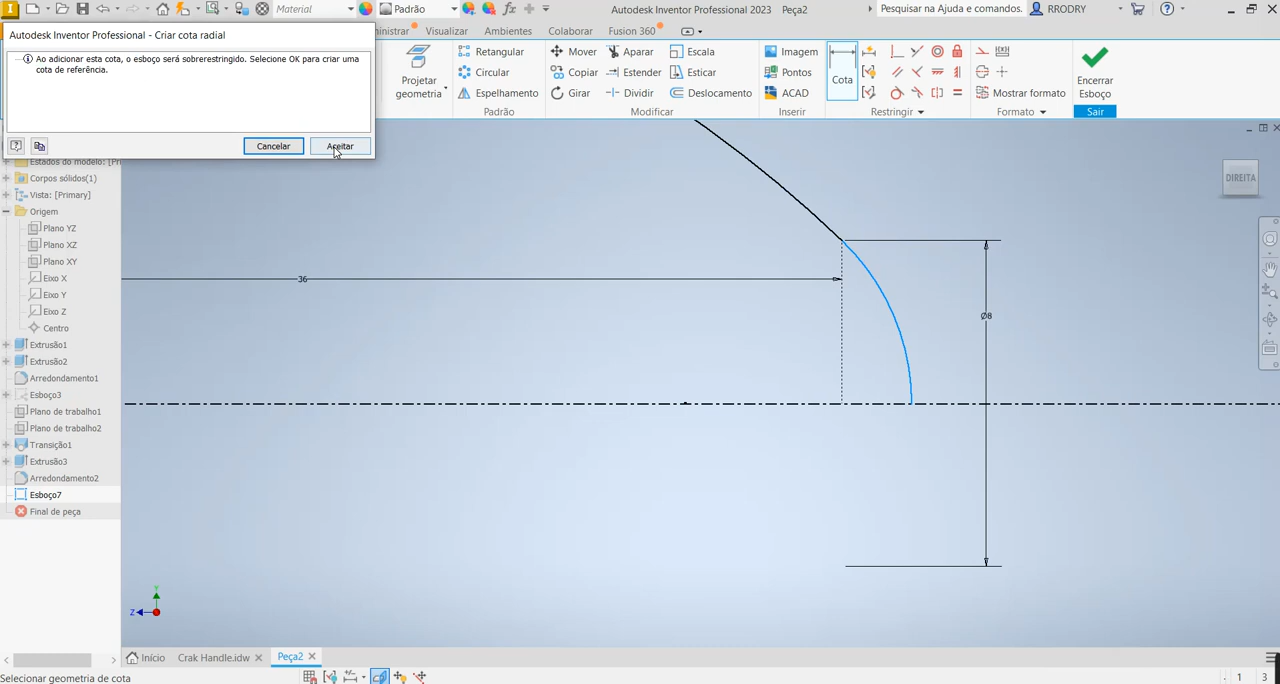 Material
Padrão
Autodesk Inventor Professional 2023
Peça2
Pesquisar na Ajuda e comandos.
RRODRY
Autodesk Inventor Professional - Criar cota radial
Ao adicionar esta cota, o esboço será sobrerestringido. Selecione OK para criar uma
cota de referência.
Cancelar
Aceitar
ministrar
Visualizar
Ambientes
Colaborar
Fusion 360
Projetar
geometria
Retangular
Circular
Espelhamento
Padrão
Mover
Copiar
Girar
Aparar
Estender
Dividir
Escala
Esticar
Deslocamento
Modificar
Imagem
Pontos
ACAD
Inserir
Cota
Restringir
Mostrar formato
Formato
Encerrar
Esboço
Sair
Estados do modelo: [Pri
Corpos sólidos(1)
Vista: [Primary]
Origem
Plano YZ
Plano XZ
Plano XY
Eixo X
Eixo Y
Eixo Z
Centro
Extrusão1
Extrusão2
Arredondamento1
Esboço3
Plano de trabalho1
Plano de trabalho2
Transição1
Extrusão3
Arredondamento2
Esboço7
Final de peça
36
Ø8
DIREITA
Y
Z
Início
Crak Handle.idw
Peça2
Selecionar geometria de cota
1
3